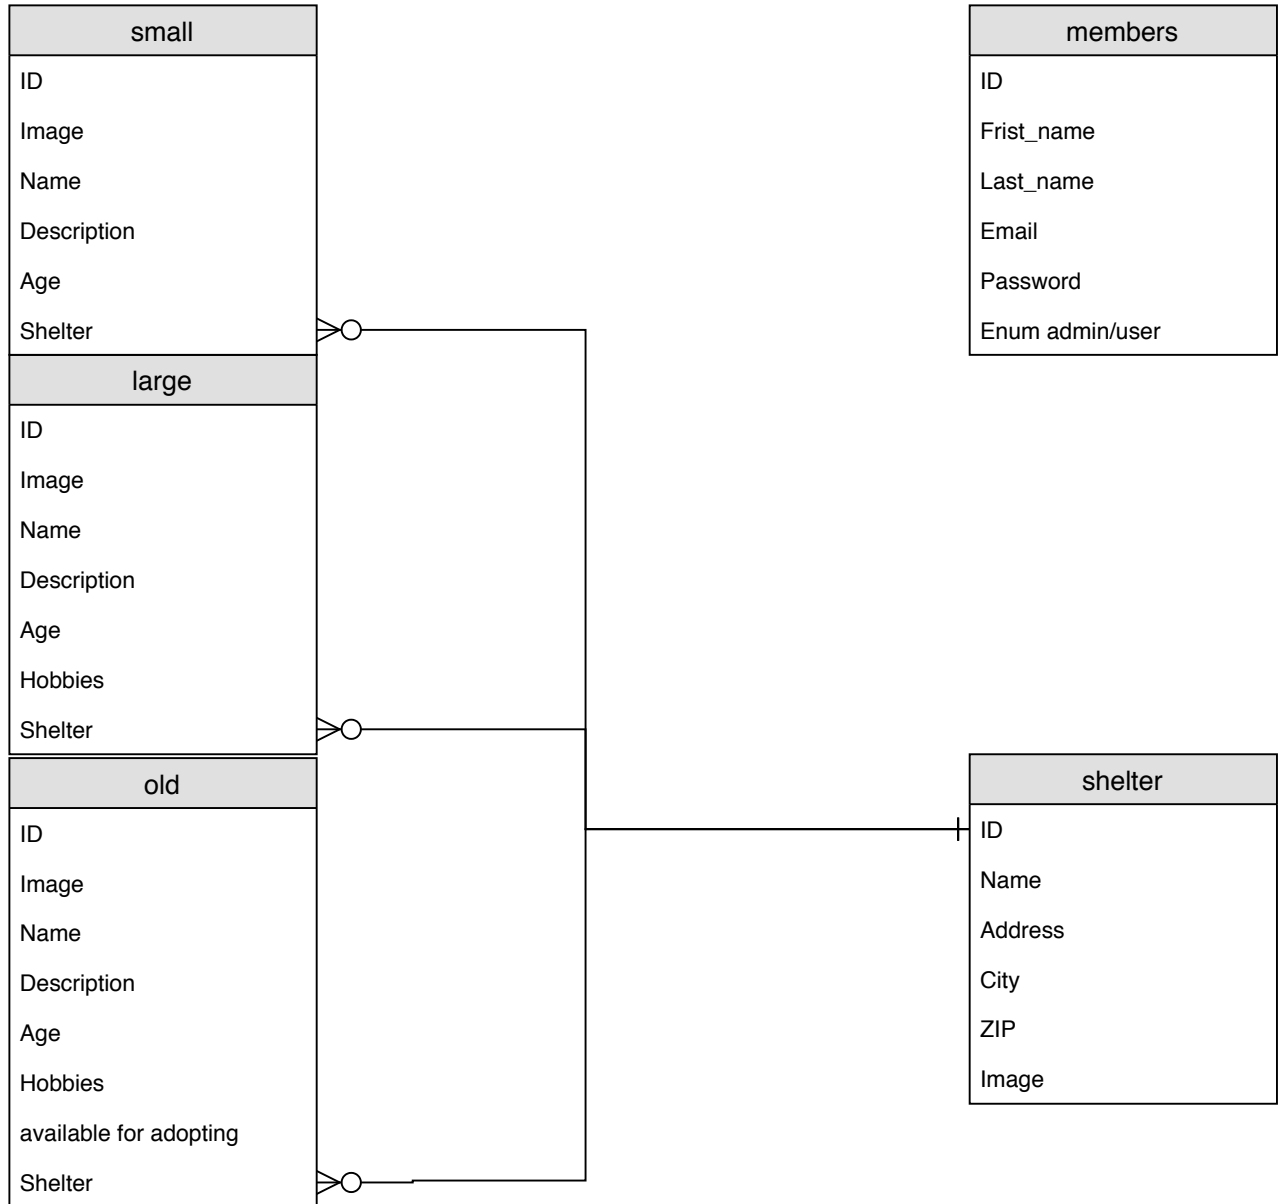 small
ID
Image
Name
Description
Age
Shelter
large
ID
Image
Name
Description
Age
Hobbies
Shelter
old
ID
Image
Name
Description
Age
Hobbies
available for adopting
Shelter
members
ID
Frist_name
Last_name
Email
Password
Enum admin/user
shelter
ID
Name
Address
City
ZIP
Image